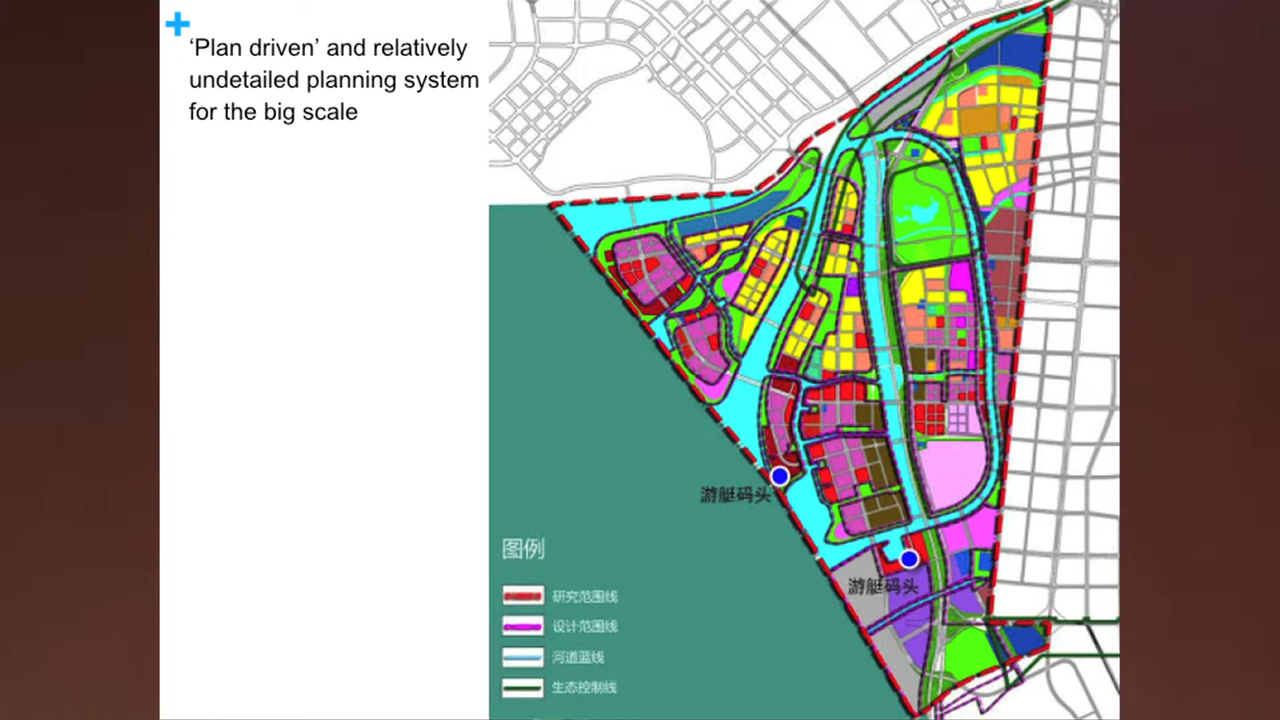 ‘Plan driven’ and relatively
undetailed planning system
for the big scale
游艇码头
游艇码头
图例
研究范围线
设计范围线
河道蓝线
生态控制线